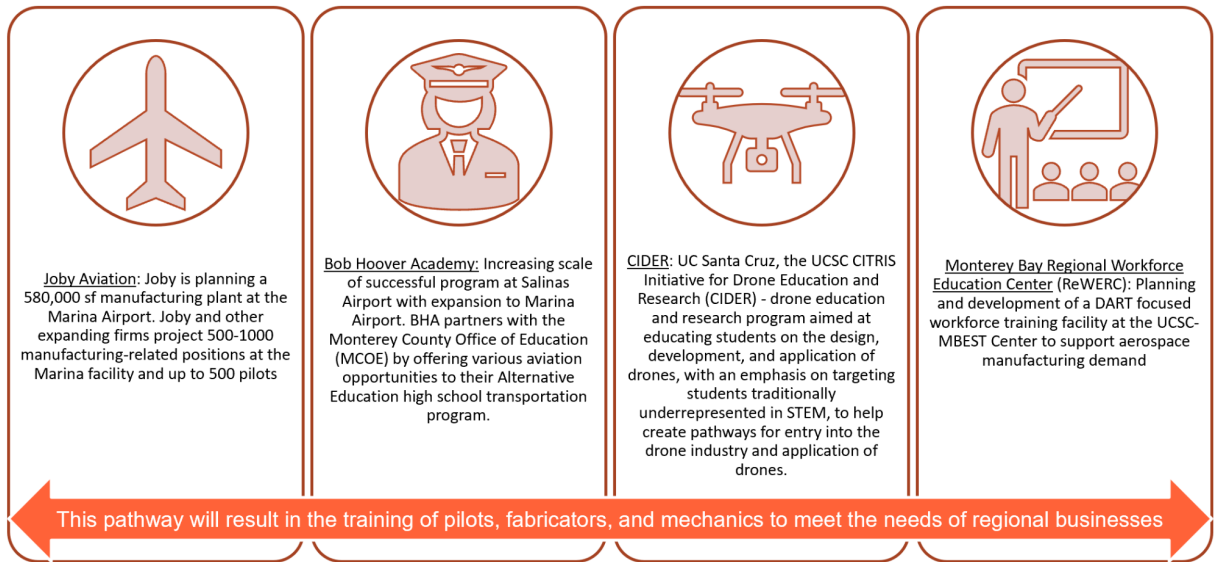 Joby Aviation: Joby is planning a
580,000 sf manufacturing plant at the
Marina Airport. Joby and other
expanding firms project 500-1000
manufacturing-related positions at the
Marina facility and up to 500 pilots
Bob Hoover Academy: Increasing scale
of successful program at Salinas
Airport with expansion to Marina
Airport. BHA partners with the
Monterey County Office of Education
(MCOE) by offering various aviation
opportunities to their Alternative
Education high school transportation
program.
CIDER: UC Santa Cruz, the UCSC CITRIS
Initiative for Drone Education and
Research (CIDER) - drone education
and research program aimed at
educating students on the design,
development, and application of
drones, with an emphasis on targeting
students traditionally
underrepresented in STEM, to help
create pathways for entry into the
drone industry and application of
drones.
Monterey Bay Regional Workforce
Education Center (ReWERC): Planning
and development of a DART focused
workforce training facility at the UCSC-
MBEST Center to support aerospace
manufacturing demand
This pathway will result in the training of pilots, fabricators, and mechanics to meet the needs of regional businesses